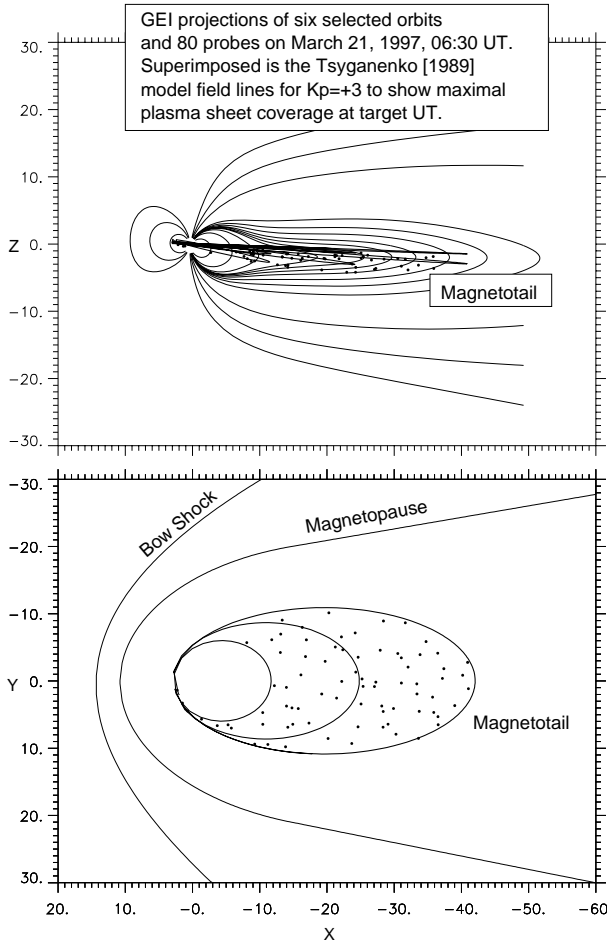 GEI projections of six selected orbits
and 80 probes on March 21, 1997, 06:30 UT.
Superimposed is the Tsyganenko [1989]
model field lines for Kp=+3 to show maximal
plasma sheet coverage at target UT.
30.
20.
10.
Z 0.
−10.
−20.
−30.
Magnetotail
−30.
−20.
−10.
Y 0.
10.
20.
30.
Bow Shock
Magnetopause
Magnetotail
20. 10. −0. −10. −20. −30. −40. −50. −60.
X